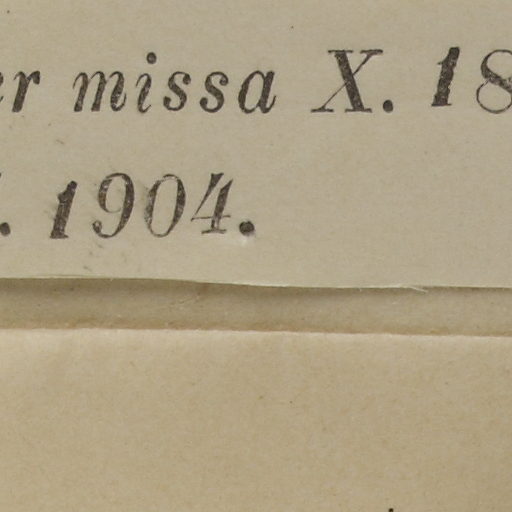 missa X. 18
. 1904.